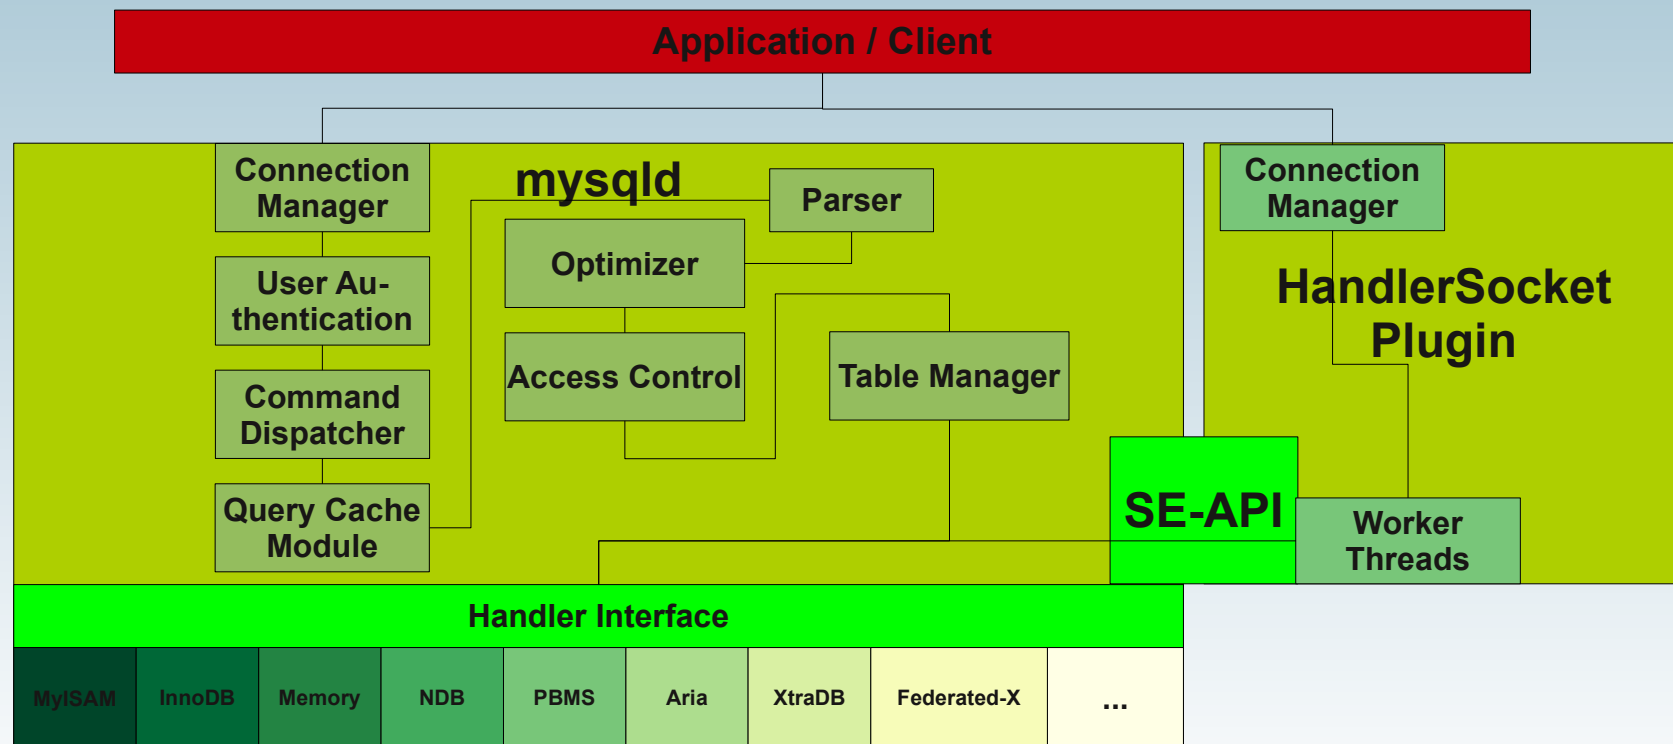 Application / Client
Connection
Manager
mysqld
Parser
Connection
Manager
Optimizer
User Au-
thentication
HandlerSocket
Plugin
Access Control
Table Manager
Command
Dispatcher
Query Cache
Module
SE-API
Worker
Threads
Handler Interface
MyISAM
InnoDB
Memory
NDB
PBMS
Aria
XtraDB
Federated-X
...